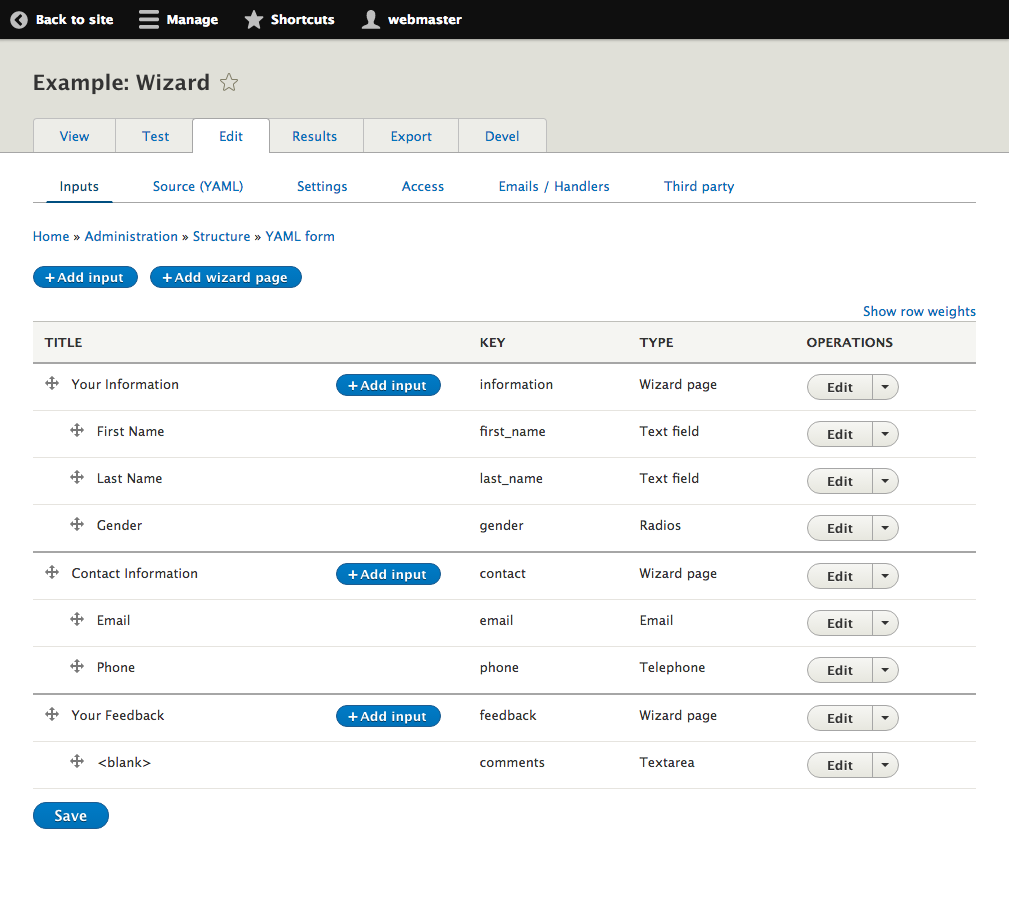 Back to site Manage Shortcuts webmaster
Example: Wizard
View Test Edit Results Export Devel
Inputs Source (YAML) Settings Access Emails / Handlers Third party
Home » Administration » Structure » YAML form
+ Add input + Add wizard page
Show row weights
TITLE KEY TYPE OPERATIONS
Your Information + Add input information Wizard page Edit
First Name first_name Text field Edit
Last Name last_name Text field Edit
Gender gender Radios Edit
Contact Information + Add input contact Wizard page Edit
Email email Email Edit
Phone phone Telephone Edit
Your Feedback + Add input feedback Wizard page Edit
<blank> comments Textarea Edit
Save